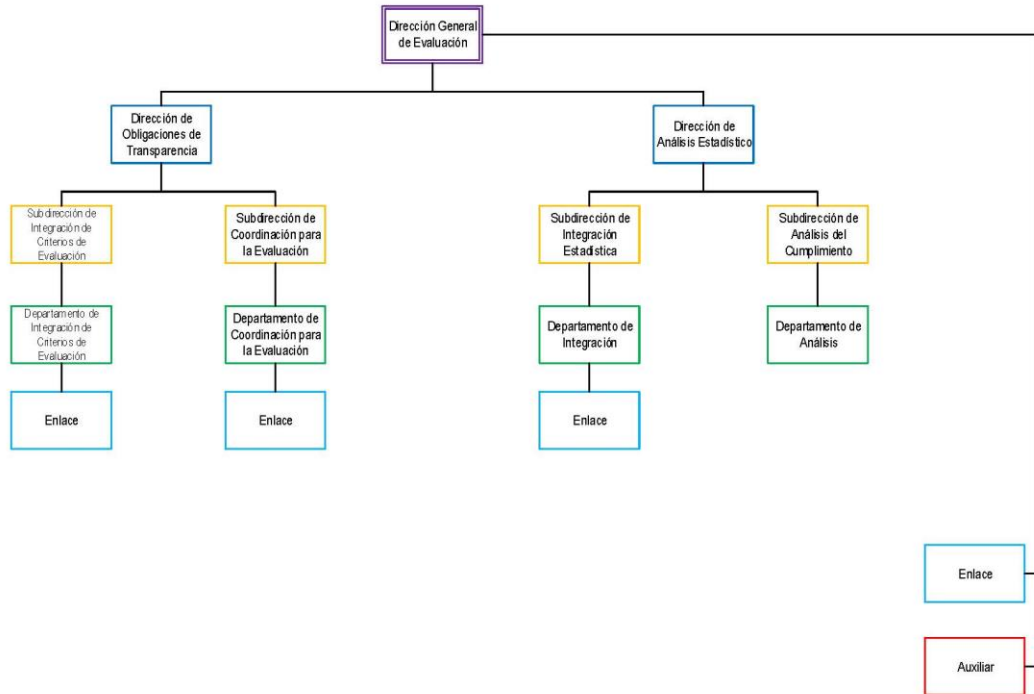 Dirección General
de Evaluación
Dirección de
Obligaciones de
Transparencia
Dirección de
Análisis Estadístico
Subdirección de
Integración de
Criterios de
Evaluación
Subdirección de
Coordinación para
la Evaluación
Subdirección de
Integración
Estadística
Subdirección de
Análisis del
Cumplimiento
Departamento de
Integración de
Criterios de
Evaluación
Departamento de
Coordinación para
la Evaluación
Departamento de
Integración
Departamento de
Análisis
Enlace
Enlace
Enlace
Enlace
Auxiliar